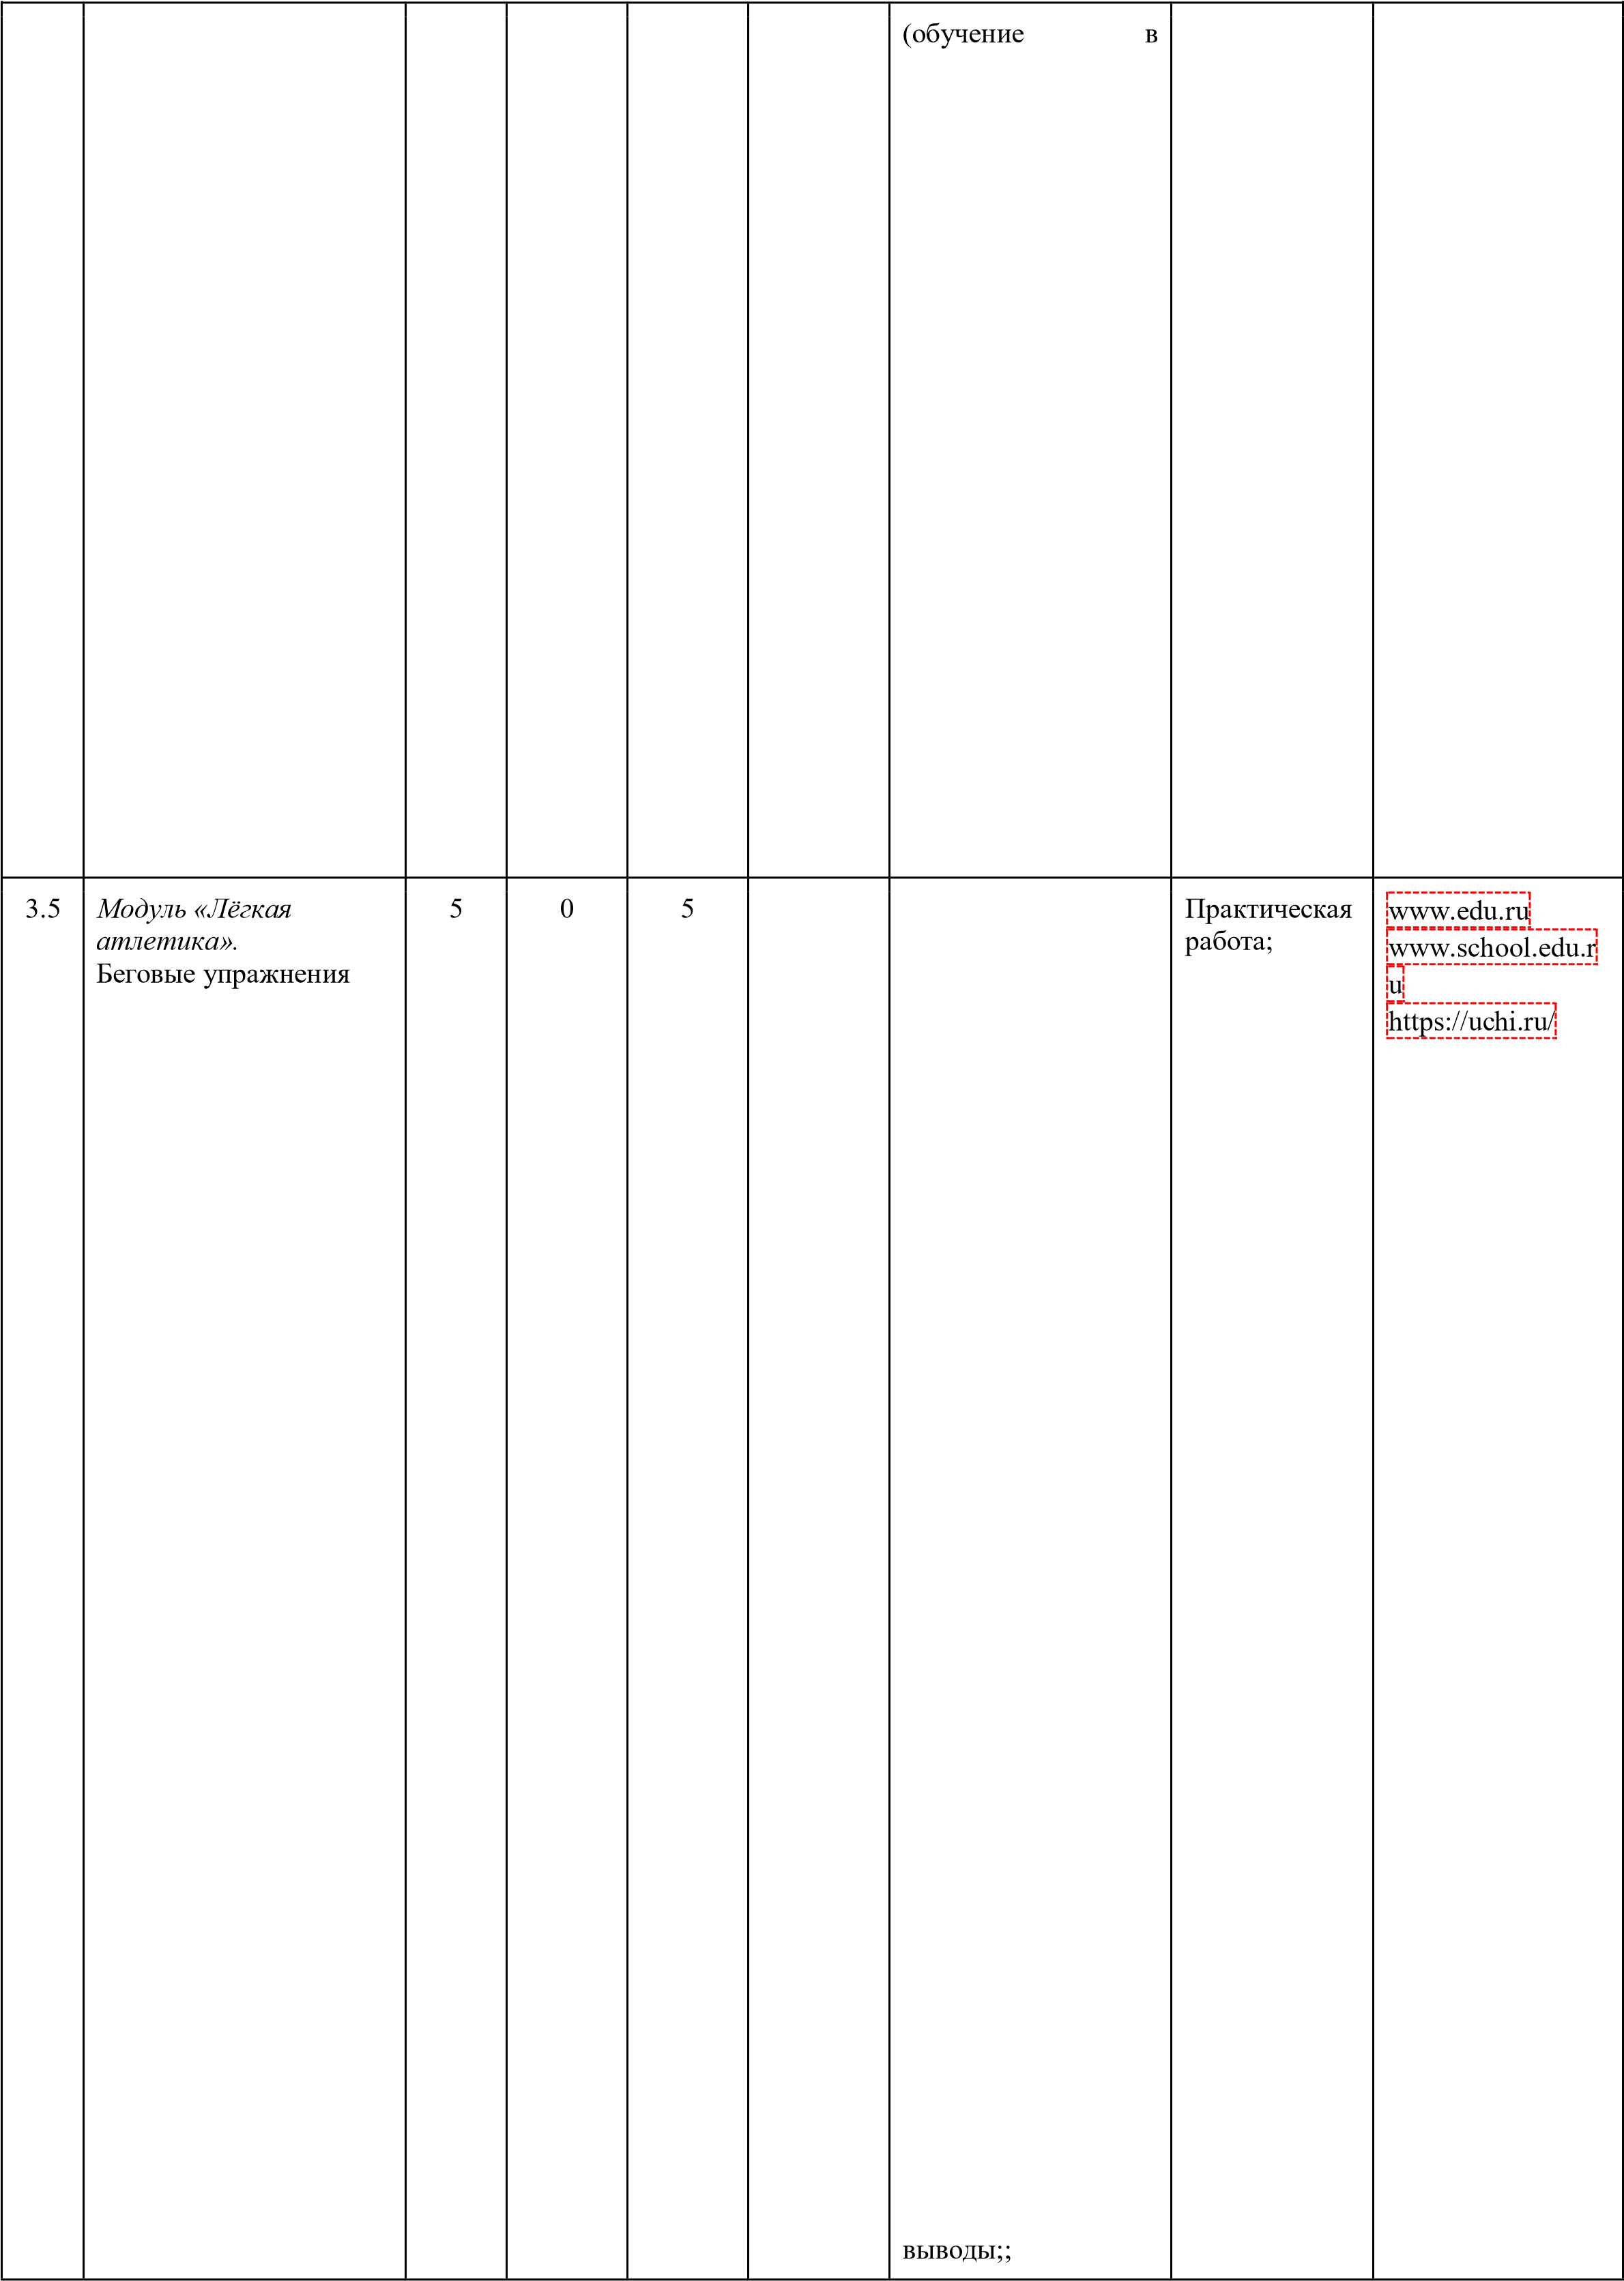 (обучение в
3.5
Модуль «Лёгкая
атлетика».
Беговые упражнения
5
0
5
Практическая
работа;
www.edu.ru
www.school.edu.r
u
https://uchi.ru/
выводы;;